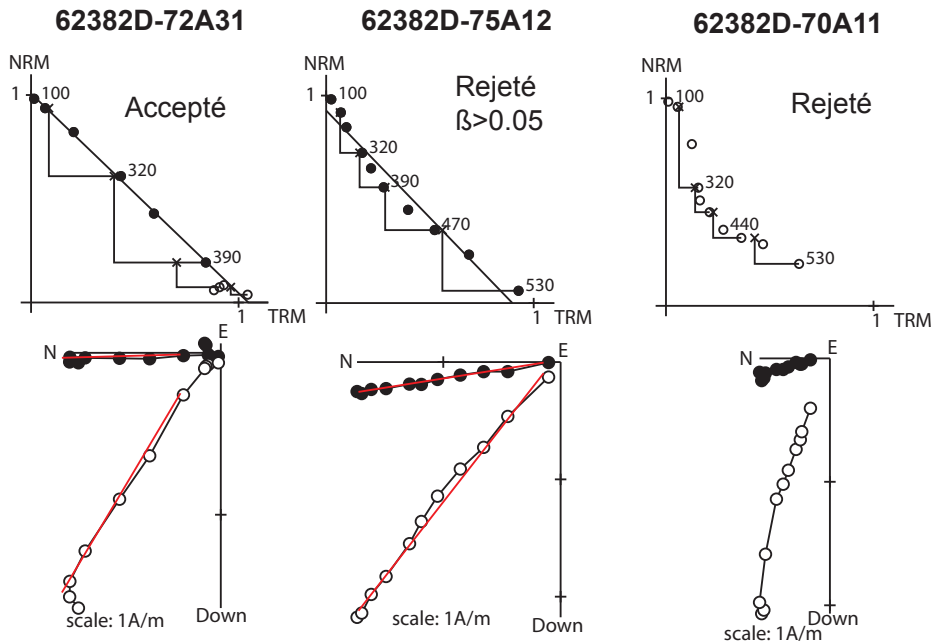 62382D-72A31
62382D-75A12
62382D-70A11
NRM
1
100
Accepté
320
390
1
TRM
NRM
1
100
Rejeté
ß>0.05
320
390
470
530
1
TRM
NRM
1
100
Rejeté
320
440
530
1
TRM
N
E
Down
scale: 1A/m
N
E
Down
scale: 1A/m
N
E
Down
scale: 1A/m